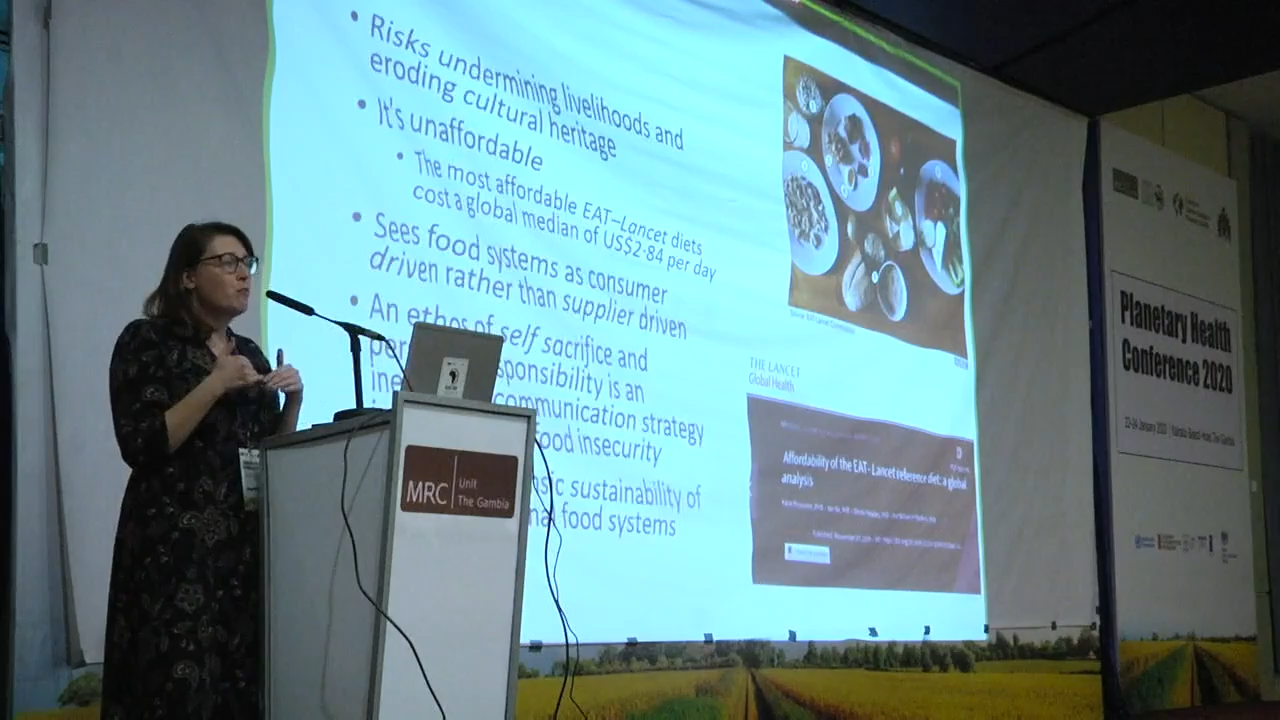 • Risks undermining livelihoods and
eroding cultural heritage
• It's unaffordable
• The most affordable EAT–Lancet diets
cost a global median of US$2·84 per day
• Sees food systems as consumer
driven rather than supplier driven
• An ethos of self sacrifice and
responsibility is an
communication strategy
food insecurity
sustainability of
food systems
THE LANCET
Global Health
Affordability of the EAT-Lancet reference diet: a global
analysis
MRC
Unit
The Gambia
Planetary Health
Conference 2020